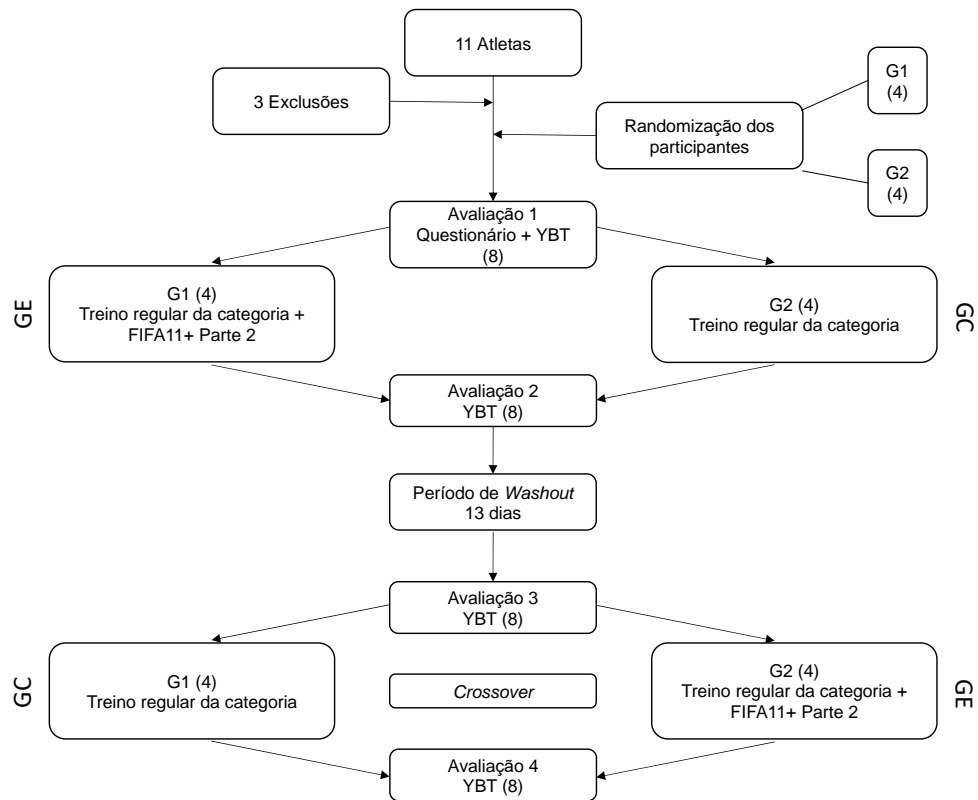 11 Atletas
3 Exclusões
Randomização dos
participantes
G1
(4)
G2
(4)
Avaliação 1
Questionário + YBT
(8)
GE
G1 (4)
Treino regular da categoria +
FIFA11+ Parte 2
G2 (4)
Treino regular da categoria
GC
Avaliação 2
YBT (8)
Período de Washout
13 dias
Avaliação 3
YBT (8)
GC
G1 (4)
Treino regular da categoria
Crossover
G2 (4)
Treino regular da categoria +
FIFA11+ Parte 2
GE
Avaliação 4
YBT (8)